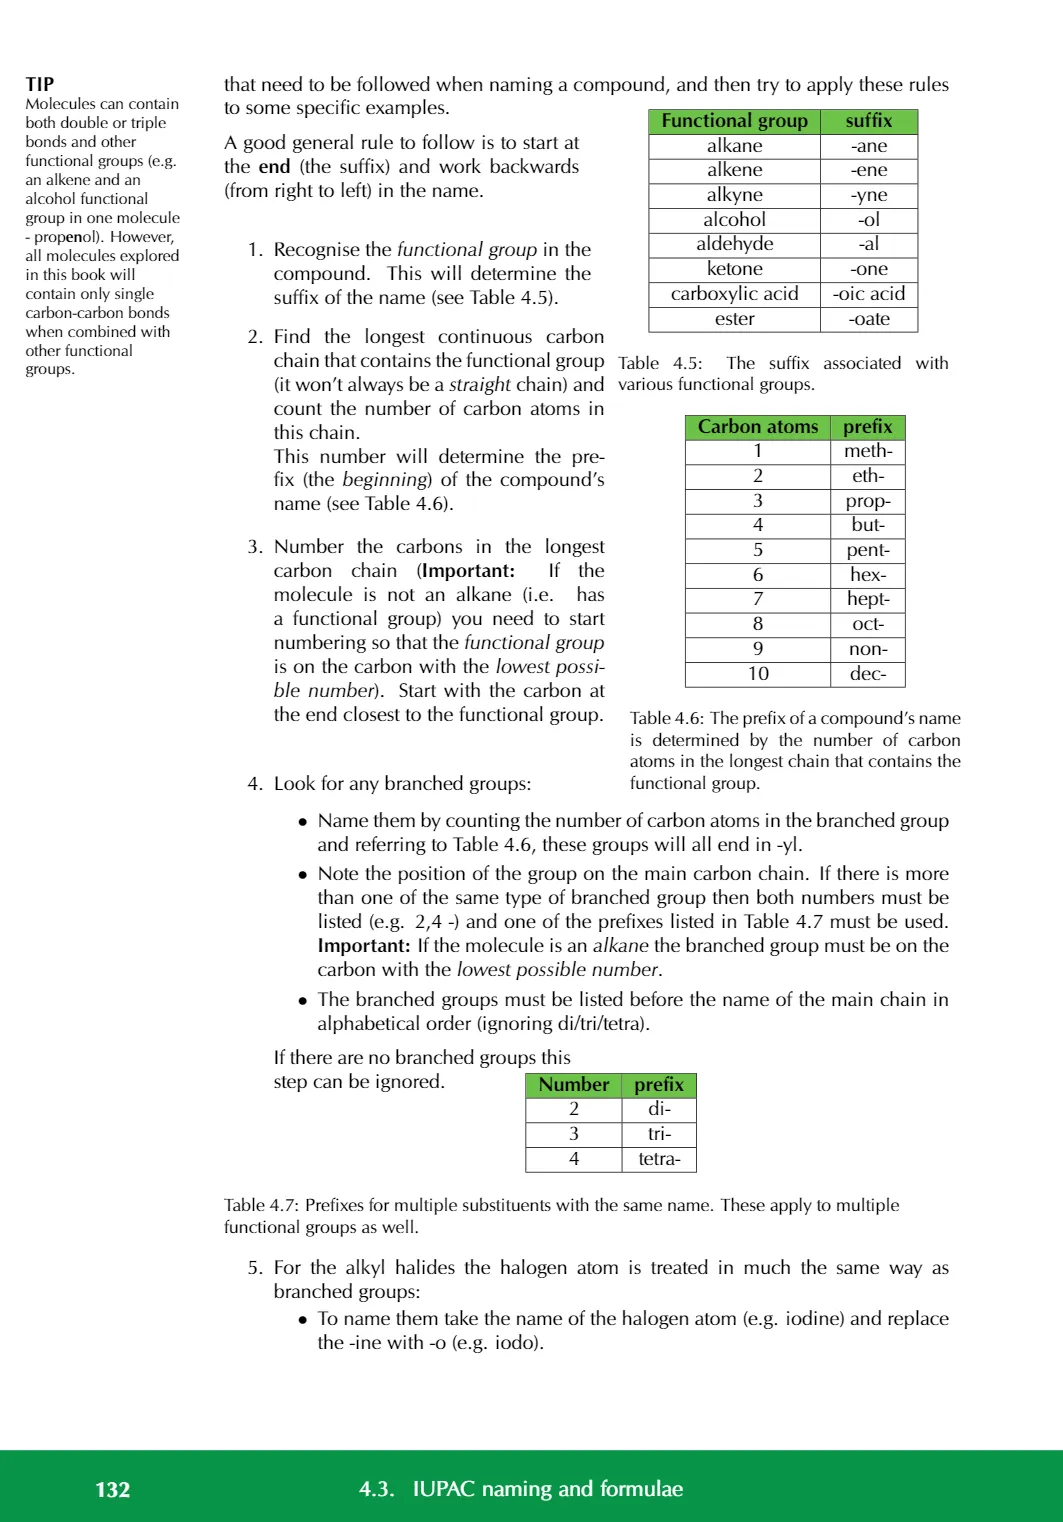 TIP
Molecules can contain
both double or triple
bonds and other
functional groups (e.g.
an alkene and an
alcohol functional
group in one molecule
- propenol). However,
all molecules explored
in this book will
contain only single
carbon-carbon bonds
when combined with
other functional
groups.
that need to be followed when naming a compound, and then try to apply these rules
to some specific examples.
A good general rule to follow is to start at
the end (the suffix) and work backwards
(from right to left) in the name.
1. Recognise the functional group in the
compound. This will determine the
suffix of the name (see Table 4.5).
2. Find the longest continuous carbon
chain that contains the functional group
(it won't always be a straight chain) and
count the number of carbon atoms in
this chain.
This number will determine the pre-
fix (the beginning) of the compound's
name (see Table 4.6).
3. Number the carbons in the longest
carbon chain (Important: If the
molecule is not an alkane (i.e. has
a functional group) you need to start
numbering so that the functional group
is on the carbon with the lowest possi-
ble number). Start with the carbon at
the end closest to the functional group.
Functional group suffix
alkane -ane
alkene -ene
alkyne -yne
alcohol -ol
aldehyde -al
ketone -one
carboxylic acid -oic acid
ester -oate
Table 4.5: The suffix associated with
various functional groups.
Carbon atoms prefix
1 meth-
2 eth-
3 prop-
4 but-
5 pent-
6 hex-
7 hept-
8 oct-
9 non-
10 dec-
Table 4.6: The prefix of a compound's name
is determined by the number of carbon
atoms in the longest chain that contains the
functional group.
4. Look for any branched groups:
• Name them by counting the number of carbon atoms in the branched group
and referring to Table 4.6, these groups will all end in -yl.
• Note the position of the group on the main carbon chain. If there is more
than one of the same type of branched group then both numbers must be
listed (e.g. 2,4 -) and one of the prefixes listed in Table 4.7 must be used.
Important: If the molecule is an alkane the branched group must be on the
carbon with the lowest possible number.
• The branched groups must be listed before the name of the main chain in
alphabetical order (ignoring di/tri/tetra).
If there are no branched groups this
step can be ignored.
Number prefix
2 di-
3 tri-
4 tetra-
Table 4.7: Prefixes for multiple substituents with the same name. These apply to multiple
functional groups as well.
5. For the alkyl halides the halogen atom is treated in much the same way as
branched groups:
• To name them take the name of the halogen atom (e.g. iodine) and replace
the -ine with -o (e.g. iodo).
132 4.3. IUPAC naming and formulae